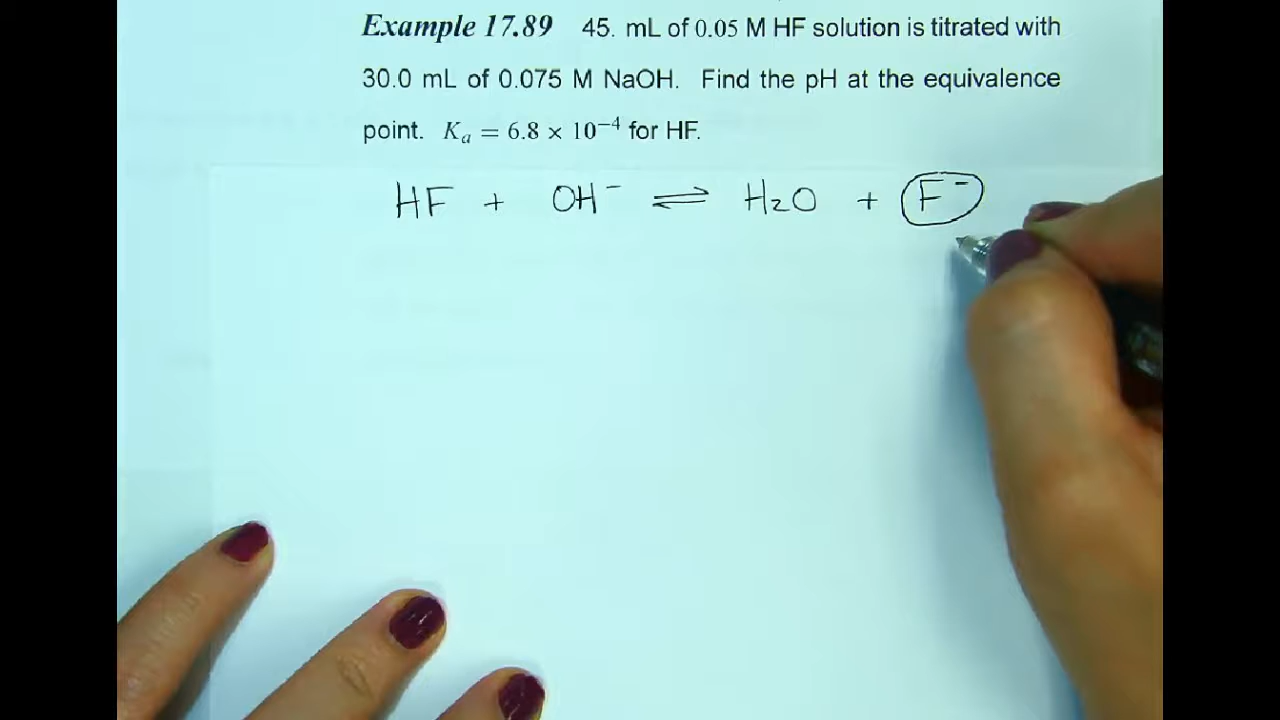 Example 17.89 45. mL of 0.05 M HF solution is titrated with
30.0 mL of 0.075 M NaOH. Find the pH at the equivalence
point. Kₐ = 6.8 × 10⁻⁴ for HF.
HF + OH⁻ ⇌ H₂O + F⁻